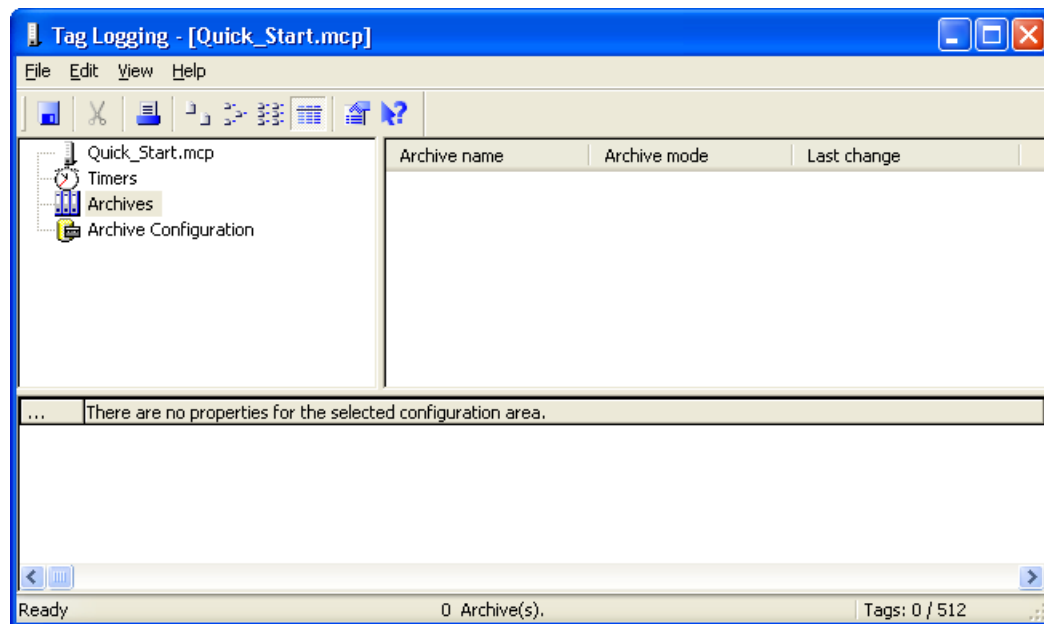 Tag Logging - [Quick_Start.mcp]
File Edit View Help
Quick_Start.mcp
Timers
Archives
Archive Configuration
Archive name Archive mode Last change
... There are no properties for the selected configuration area.
Ready 0 Archive(s). Tags: 0 / 512